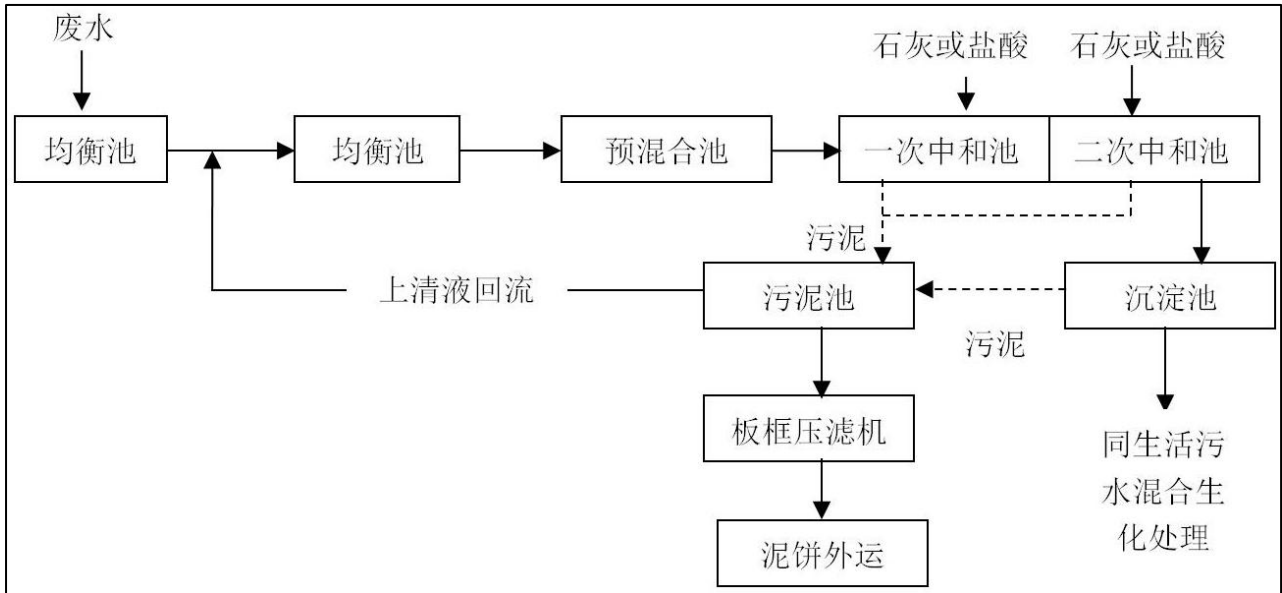 废水
石灰或盐酸
石灰或盐酸
均衡池
均衡池
预混合池
一次中和池
二次中和池
污泥
上清液回流
污泥池
沉淀池
污泥
板框压滤机
同生活污
水混合生
化处理
泥饼外运